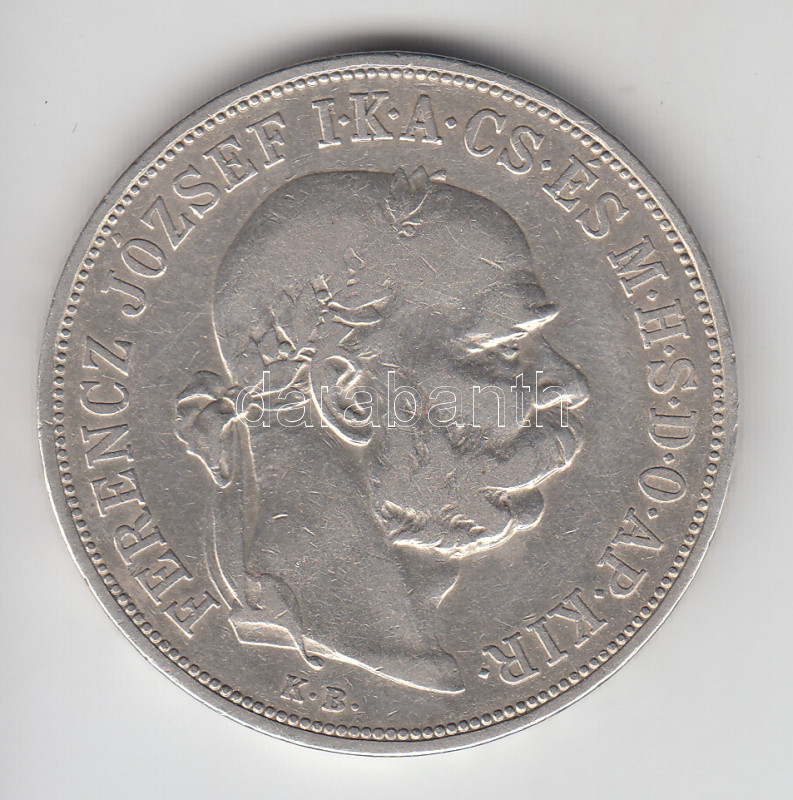 FERENCZ JÓZSEF I·K·A·CS·ÉS M·H·S·D·O·AP·KIR·
K·B·
darabanth